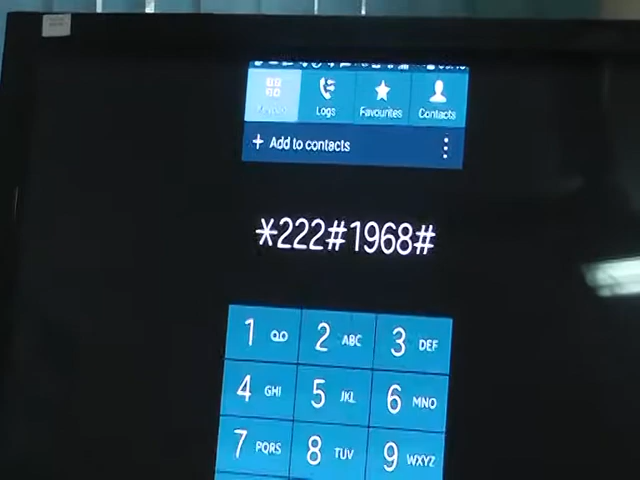 Logs Favourites Contacts
+ Add to contacts
*222#1968#
1 2 ABC 3 DEF
4 GHI 5 JKL 6 MNO
7 PQRS 8 TUV 9 WXYZ